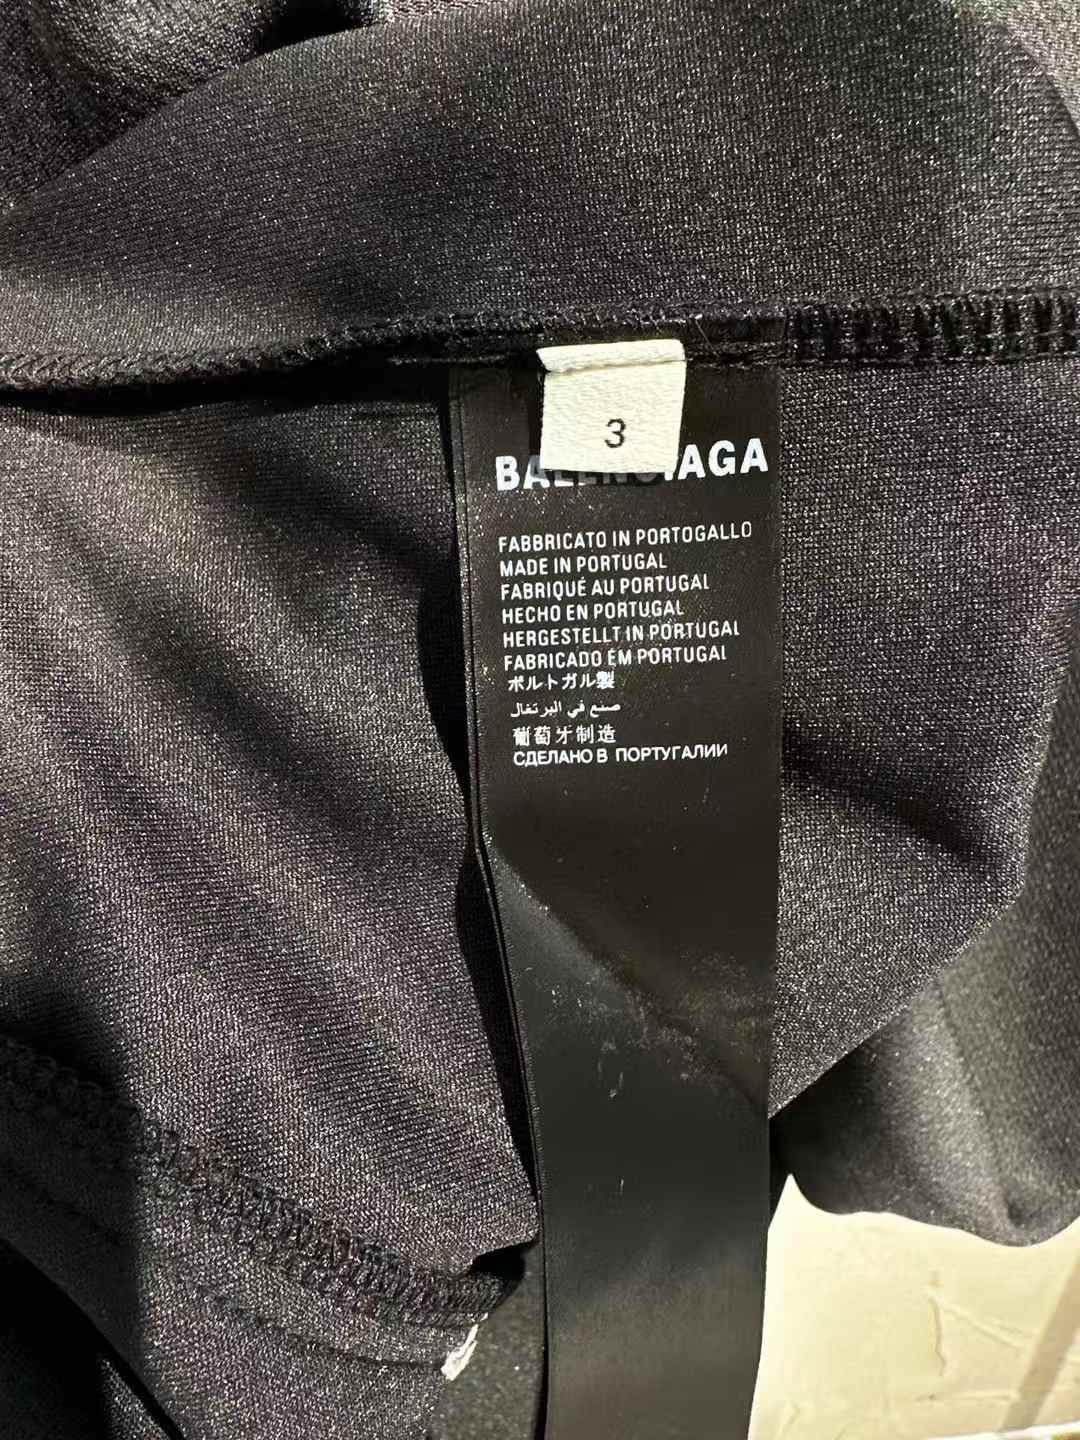 3
BALENCIAGA
FABBRICATO IN PORTOGALLO
MADE IN PORTUGAL
FABRIQUÉ AU PORTUGAL
HECHO EN PORTUGAL
HERGESTELLT IN PORTUGAL
FABRICADO EM PORTUGAL
ポルトガル製
صنع في البرتغال
葡萄牙制造
СДЕЛАНО В ПОРТУГАЛИИ